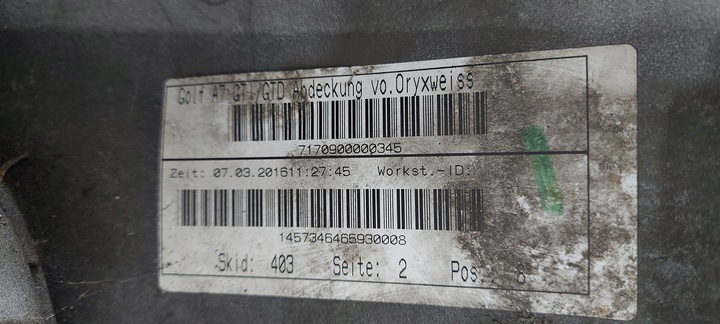 Golf A7 GTI/GTD Abdeckung vo.Oryxweiss
7170900000345
Zeit: 07.03.201611:27:45 Workst.-ID:
1457346465930008
Skid: 403 Seite: 2 Pos.: 8